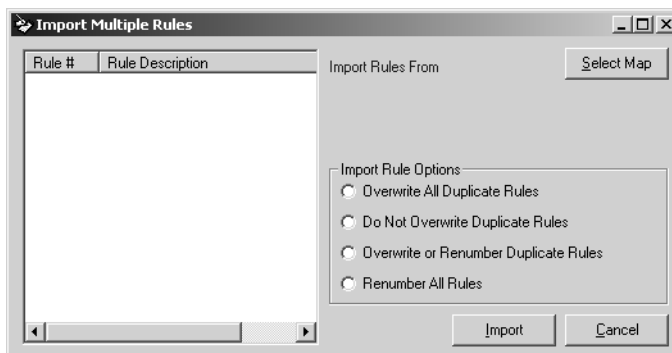 Import Multiple Rules
Rule # Rule Description
Import Rules From
Select Map
Import Rule Options
Overwrite All Duplicate Rules
Do Not Overwrite Duplicate Rules
Overwrite or Renumber Duplicate Rules
Renumber All Rules
Import Cancel